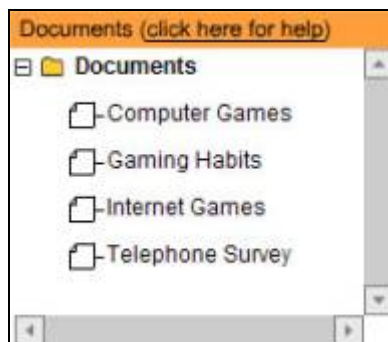 Documents (click here for help)
Documents
Computer Games
Gaming Habits
Internet Games
Telephone Survey